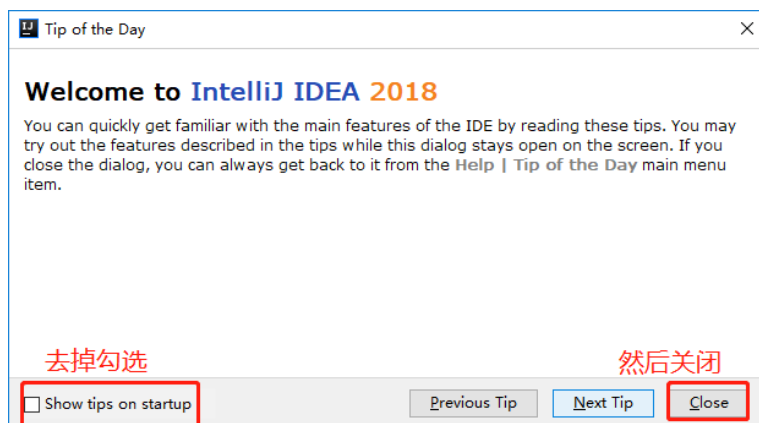 IJ Tip of the Day
Welcome to IntelliJ IDEA 2018
You can quickly get familiar with the main features of the IDE by reading these tips. You may
try out the features described in the tips while this dialog stays open on the screen. If you
close the dialog, you can always get back to it from the Help | Tip of the Day main menu
item.
去掉勾选 然后关闭
Show tips on startup Previous Tip Next Tip Close